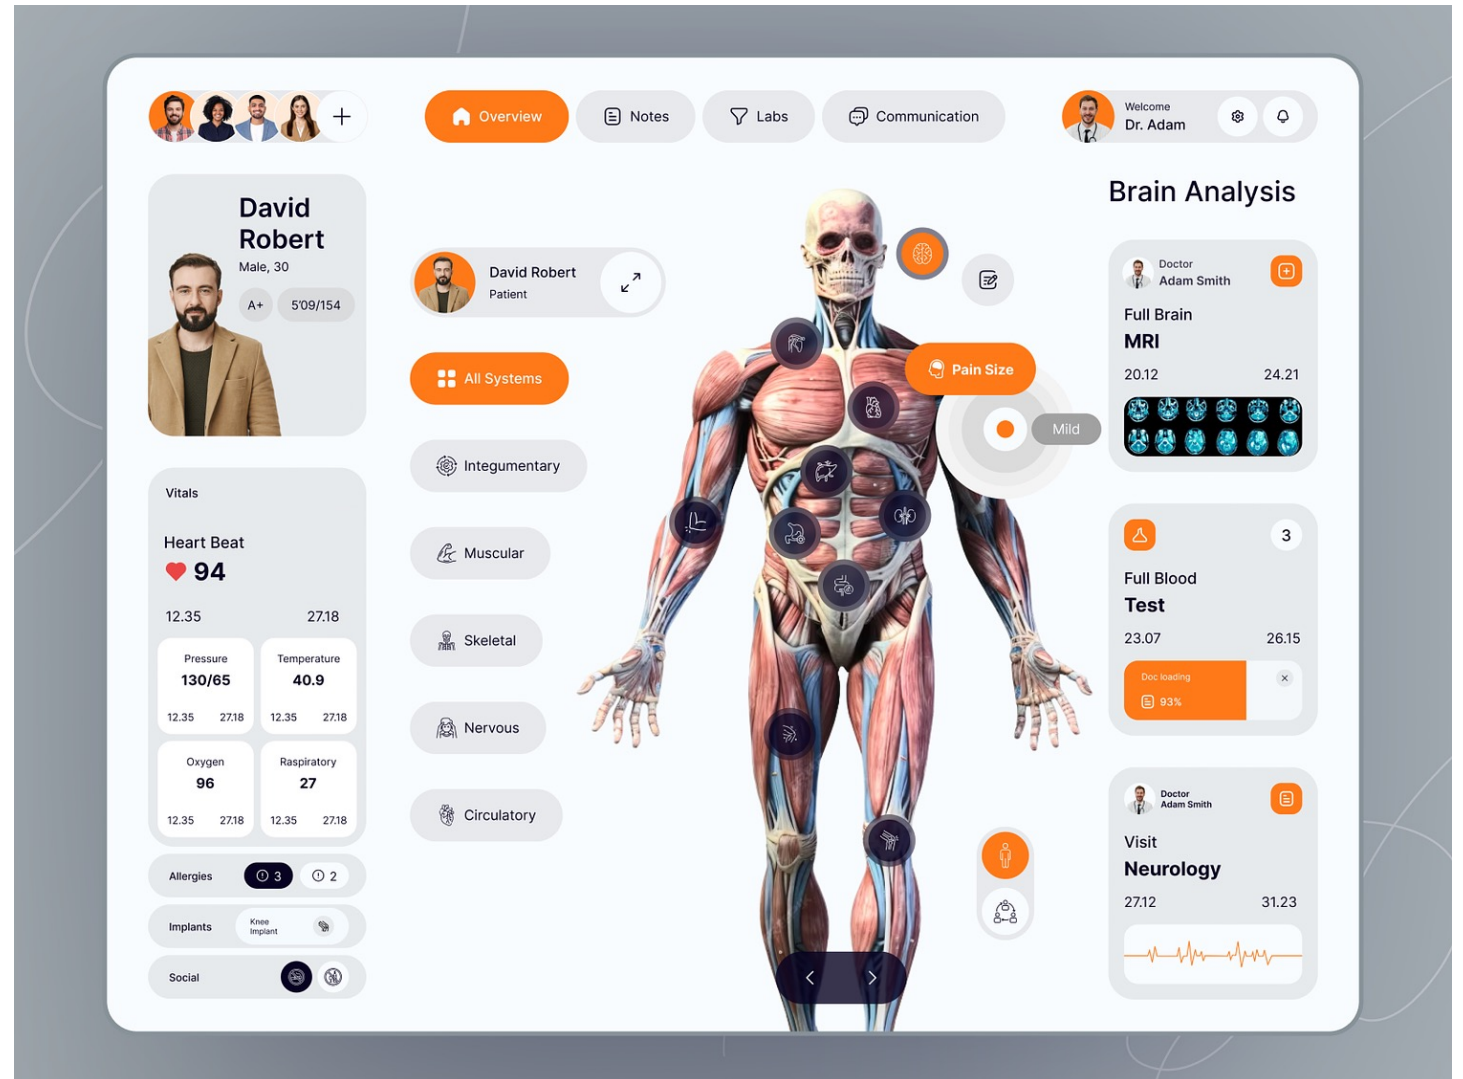 Overview
Notes
Labs
Communication
Welcome
Dr. Adam
David
Robert
Male, 30
A+
5'09/154
Vitals
Heart Beat
94
12.35
27.18
Pressure
130/65
12.35
27.18
Temperature
40.9
12.35
27.18
Oxygen
96
12.35
27.18
Raspiratory
27
12.35
27.18
Allergies
3
2
Implants
Knee
Implant
Social
David Robert
Patient
All Systems
Integumentary
Muscular
Skeletal
Nervous
Circulatory
Pain Size
Mild
Brain Analysis
Doctor
Adam Smith
Full Brain
MRI
20.12
24.21
3
Full Blood
Test
23.07
26.15
Doc loading
93%
Doctor
Adam Smith
Visit
Neurology
27.12
31.23